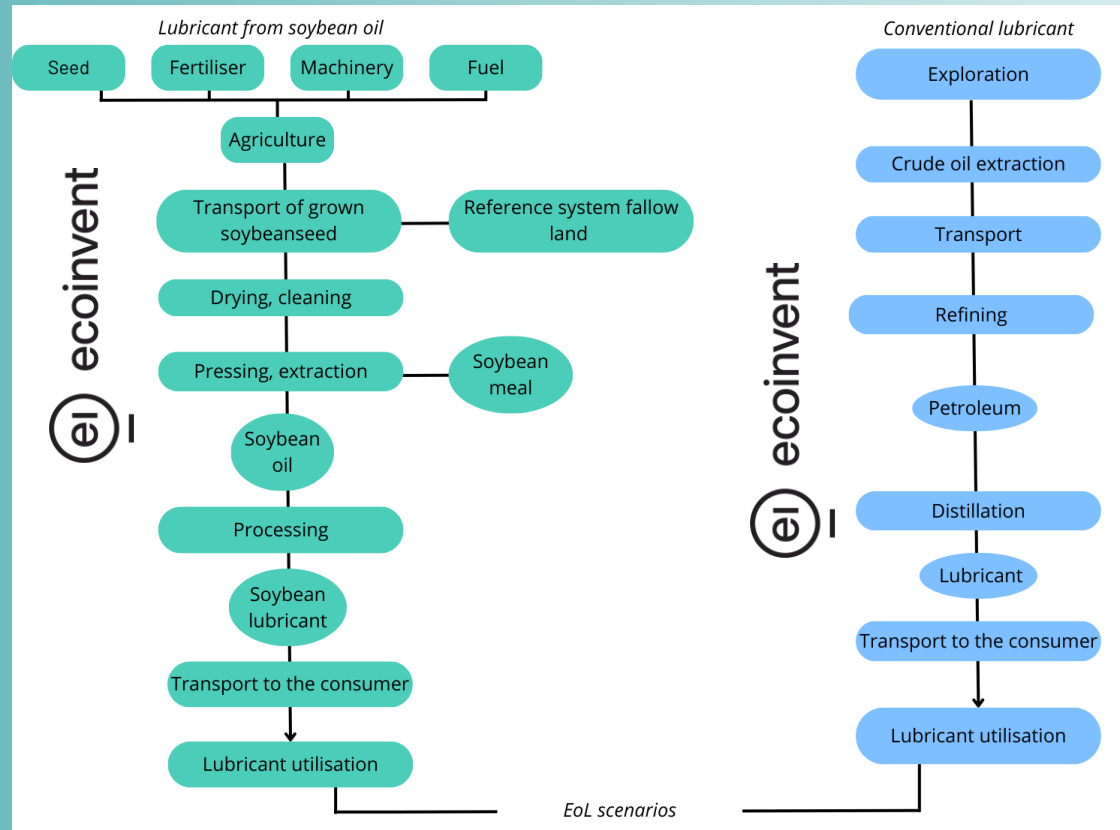 Lubricant from soybean oil
Seed
Fertiliser
Machinery
Fuel
Agriculture
Transport of grown
soybeanseed
Reference system fallow
land
Drying, cleaning
Pressing, extraction
Soybean
meal
Soybean
oil
Processing
Soybean
lubricant
Transport to the consumer
Lubricant utilisation
ei ecoinvent
Conventional lubricant
Exploration
Crude oil extraction
Transport
Refining
Petroleum
Distillation
Lubricant
Transport to the consumer
Lubricant utilisation
ei ecoinvent
EoL scenarios